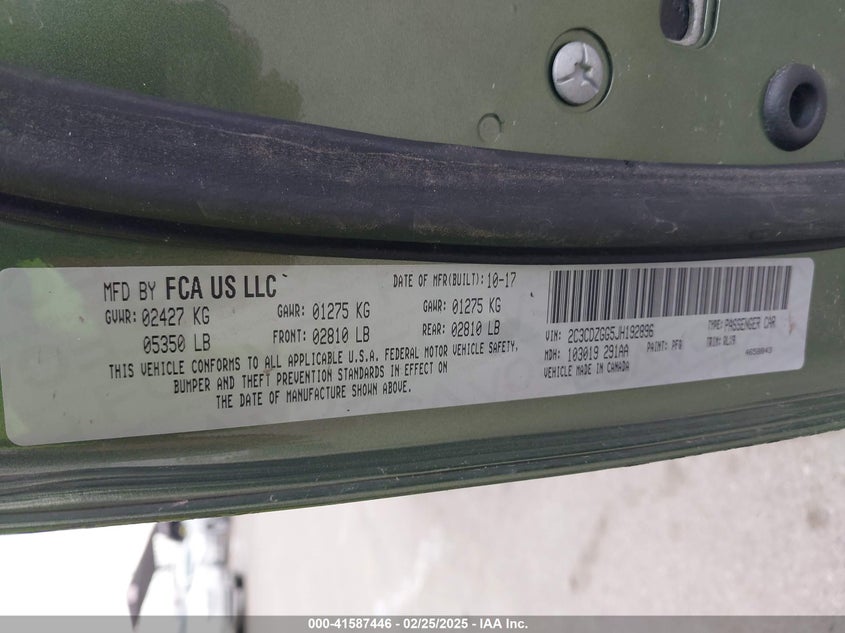 MFD BY FCA US LLC
DATE OF MFR(BUILT): 10-17
GVWR: 02427 KG
GAWR: 01275 KG
GAWR: 01275 KG
05350 LB
FRONT: 02810 LB
REAR: 02810 LB
THIS VEHICLE CONFORMS TO ALL APPLICABLE U.S.A. FEDERAL MOTOR VEHICLE SAFETY,
BUMPER AND THEFT PREVENTION STANDARDS IN EFFECT ON
THE DATE OF MANUFACTURE SHOWN ABOVE.
VIN: 2C3CDZGG5JH192896
TYPE: PASSENGER CAR
MDH: 103019 291AA
PAINT: PFQ
TRIM: RLX9
VEHICLE MADE IN CANADA
000-41587446 - 02/25/2025 - IAA Inc.